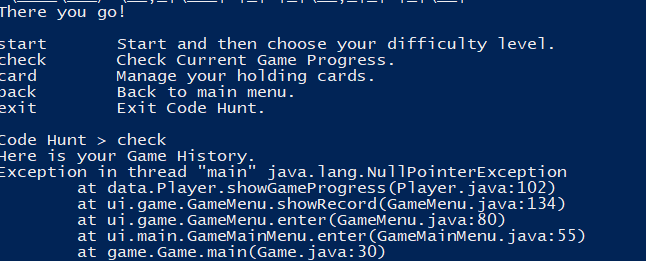 There you go!
start Start and then choose your difficulty level.
check Check Current Game Progress.
card Manage your holding cards.
back Back to main menu.
exit Exit Code Hunt.
Code Hunt > check
Here is your Game History.
Exception in thread "main" java.lang.NullPointerException
at data.Player.showGameProgress(Player.java:102)
at ui.game.GameMenu.showRecord(GameMenu.java:134)
at ui.game.GameMenu.enter(GameMenu.java:80)
at ui.main.GameMainMenu.enter(GameMainMenu.java:55)
at game.Game.main(Game.java:30)